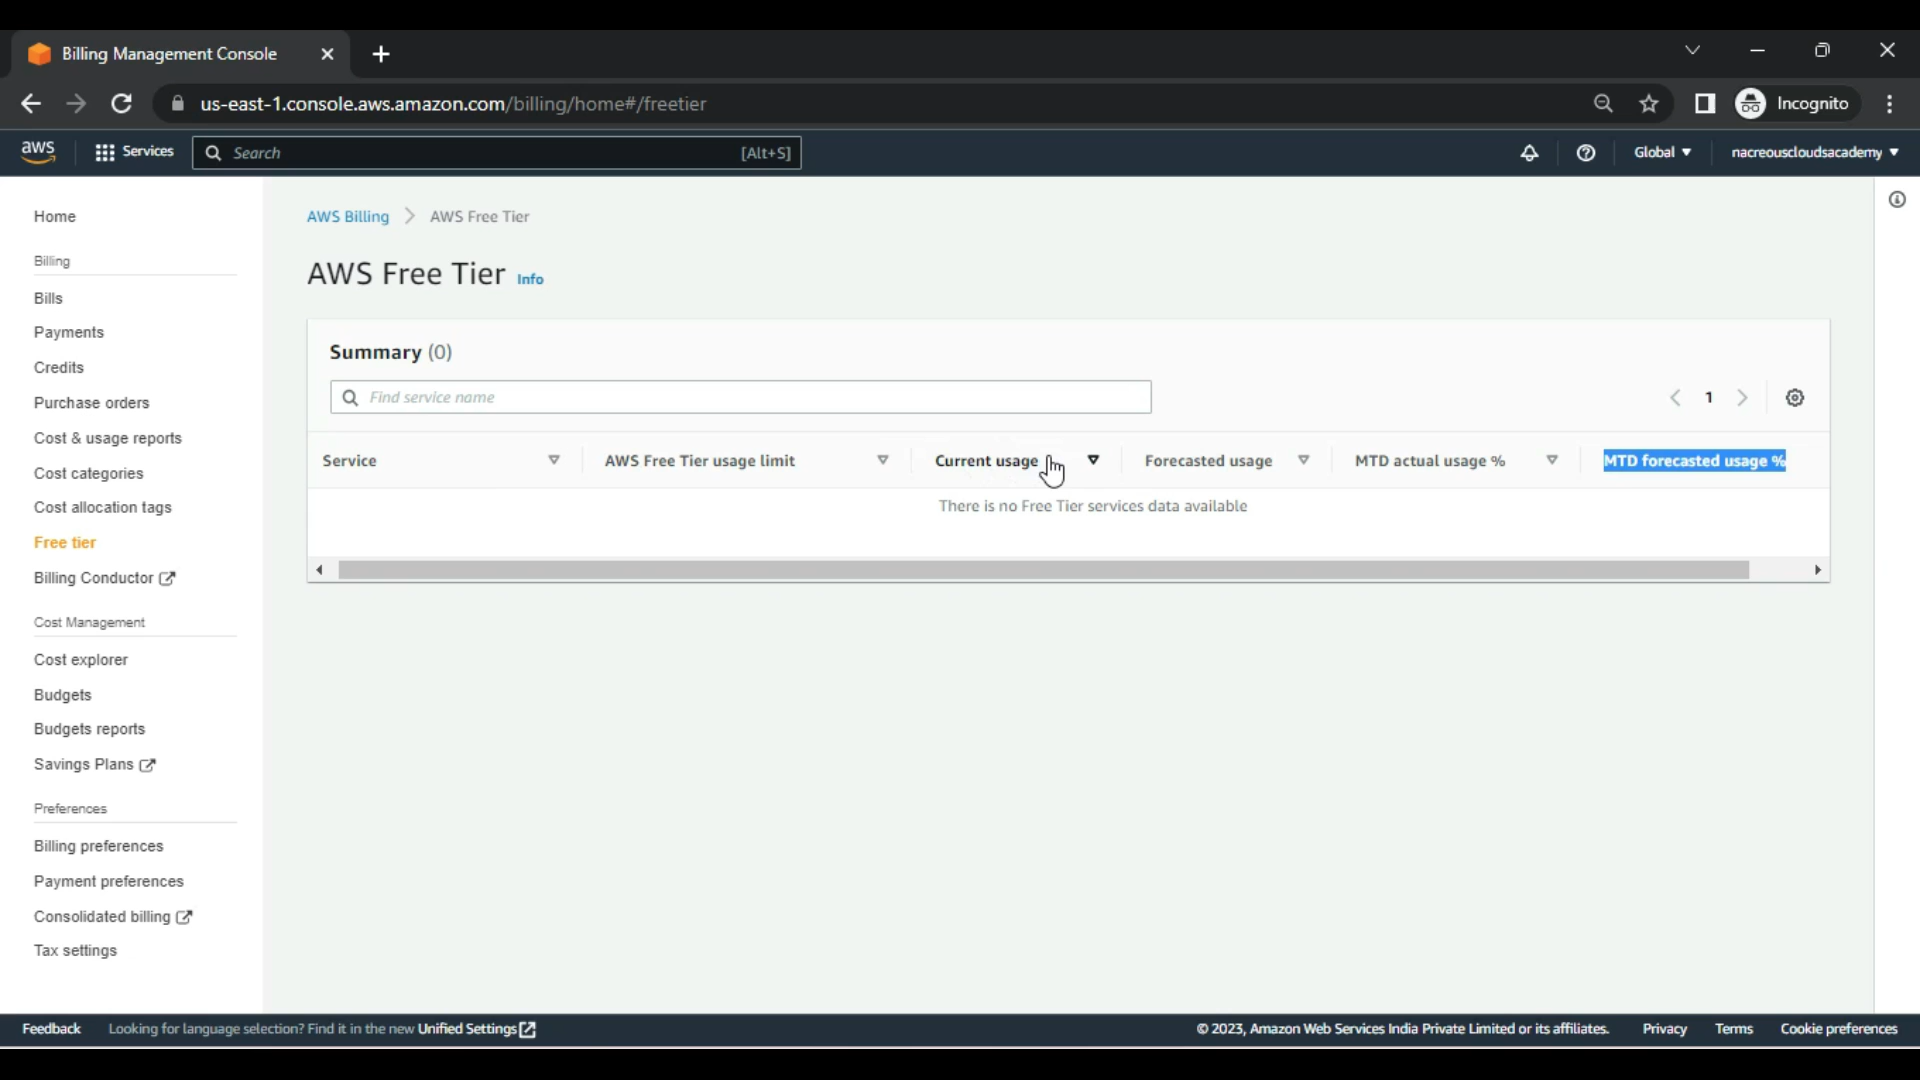 Billing Management Console
us-east-1.console.aws.amazon.com/billing/home#/freetier
Incognito
aws
Services
Search
[Alt+S]
Global
nacreouscloudsacademy
Home
Billing
Bills
Payments
Credits
Purchase orders
Cost & usage reports
Cost categories
Cost allocation tags
Free tier
Billing Conductor
Cost Management
Cost explorer
Budgets
Budgets reports
Savings Plans
Preferences
Billing preferences
Payment preferences
Consolidated billing
Tax settings
AWS Billing > AWS Free Tier
AWS Free Tier Info
Summary (0)
Find service name
1
Service
AWS Free Tier usage limit
Current usage
Forecasted usage
MTD actual usage %
MTD forecasted usage %
There is no Free Tier services data available
Feedback
Looking for language selection? Find it in the new Unified Settings
© 2023, Amazon Web Services India Private Limited or its affiliates.
Privacy
Terms
Cookie preferences